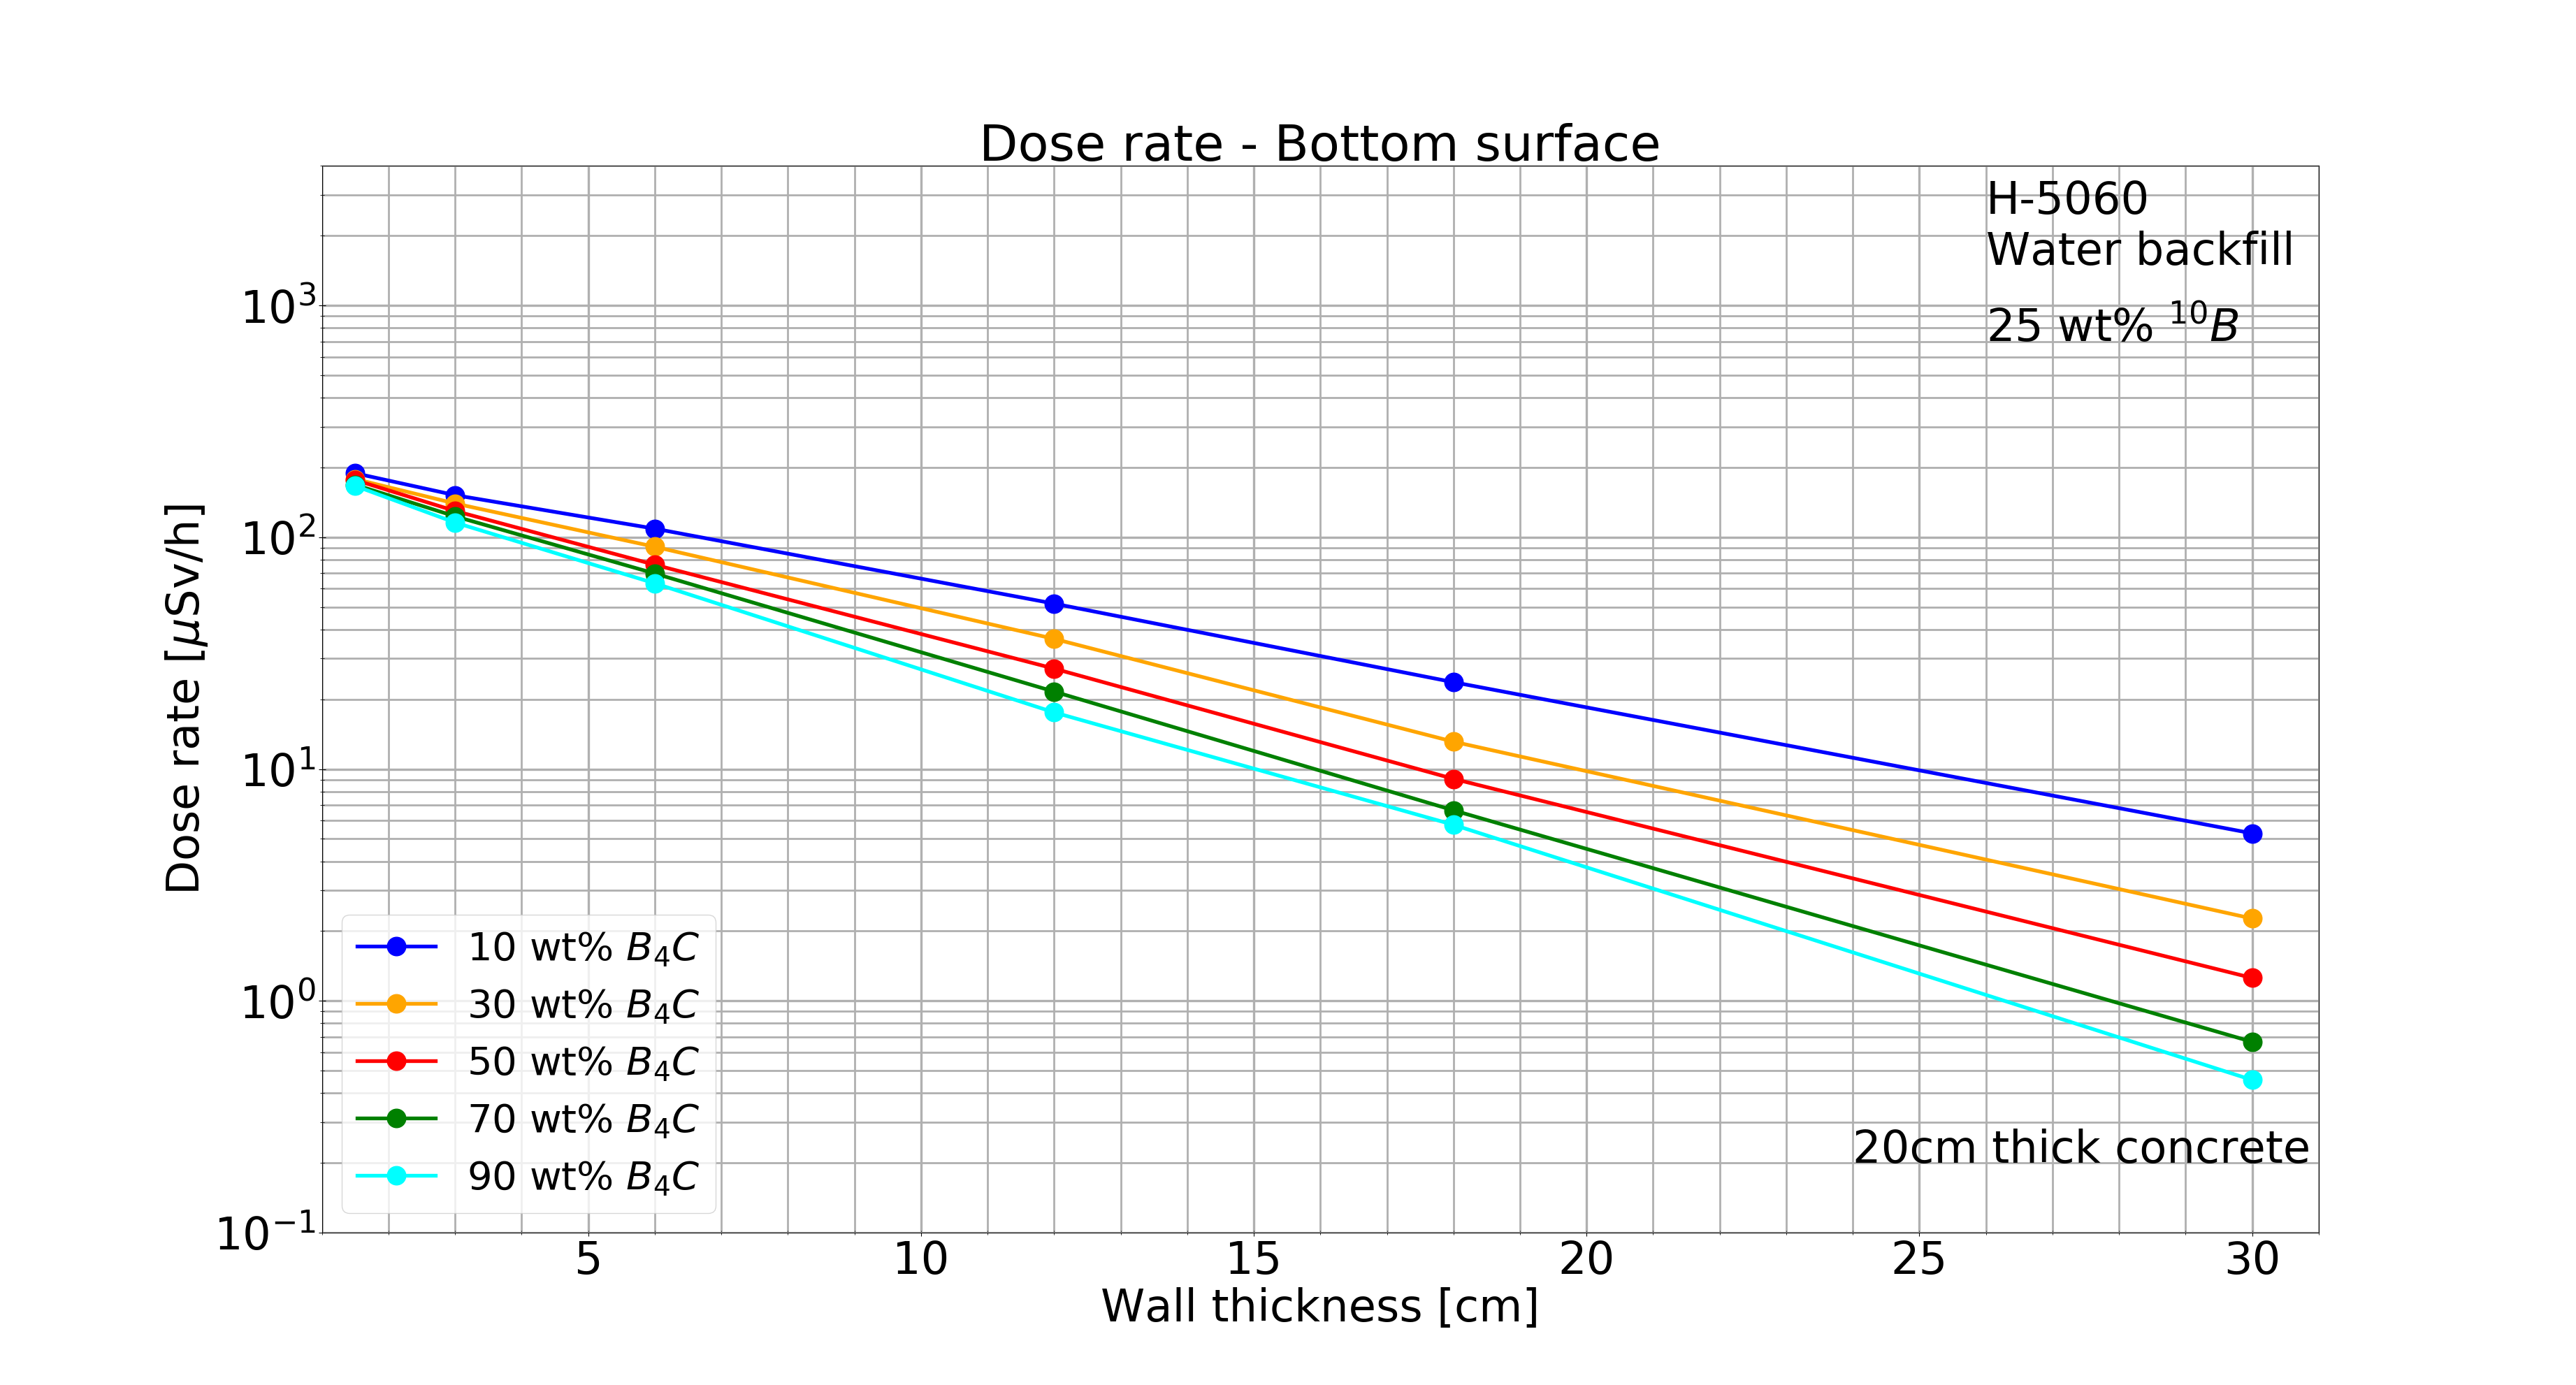 Dose rate - Bottom surface
H-5060
Water backfill
25 wt% ¹⁰B
10³
10²
10¹
10⁰
10⁻¹
Dose rate [μSv/h]
10 wt% B₄C
30 wt% B₄C
50 wt% B₄C
70 wt% B₄C
90 wt% B₄C
20cm thick concrete
5 10 15 20 25 30
Wall thickness [cm]